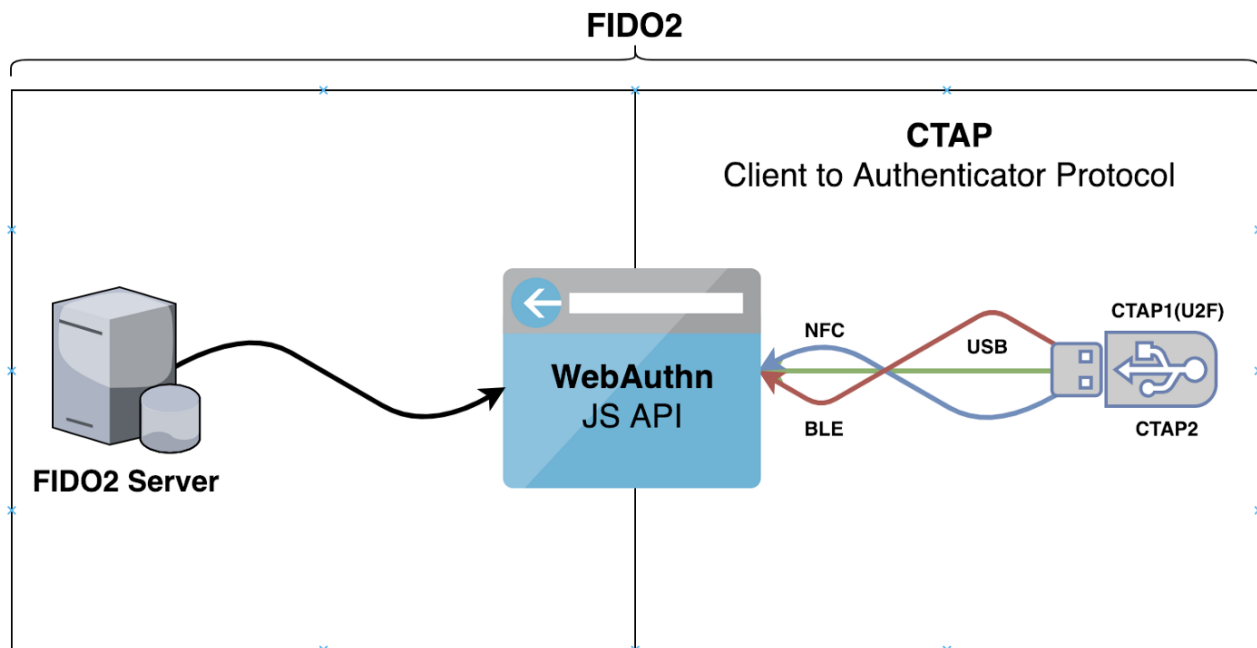 FIDO2
CTAP
Client to Authenticator Protocol
CTAP1(U2F)
NFC
USB
WebAuthn
JS API
BLE
CTAP2
FIDO2 Server